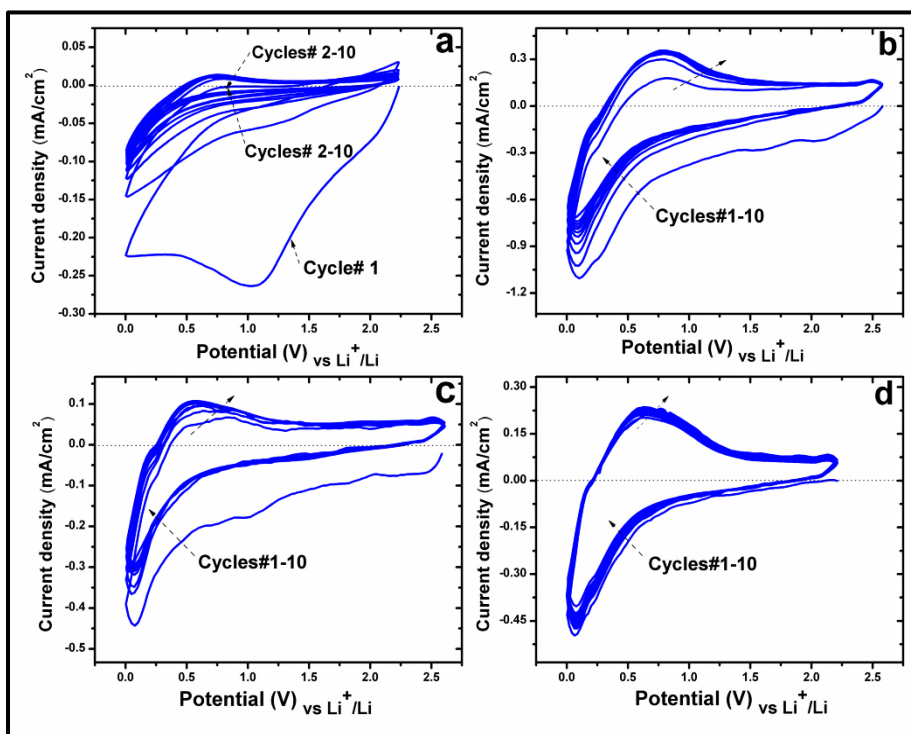 a
Cycles# 2-10
Cycles# 2-10
Cycle# 1
Current density (mA/cm²)
0.05
0.00
-0.05
-0.10
-0.15
-0.20
-0.25
-0.30
0.0 0.5 1.0 1.5 2.0 2.5
Potential (V) vs Li⁺/Li
b
Cycles#1-10
Current density (mA/cm²)
0.3
0.0
-0.3
-0.6
-0.9
-1.2
0.0 0.5 1.0 1.5 2.0 2.5
Potential (V) vs Li⁺/Li
c
Cycles#1-10
Current density (mA/cm²)
0.1
0.0
-0.1
-0.2
-0.3
-0.4
-0.5
0.0 0.5 1.0 1.5 2.0 2.5
Potential (V) vs Li⁺/Li
d
Cycles#1-10
Current density (mA/cm²)
0.30
0.15
0.00
-0.15
-0.30
-0.45
0.0 0.5 1.0 1.5 2.0 2.5
Potential (V) vs Li⁺/Li